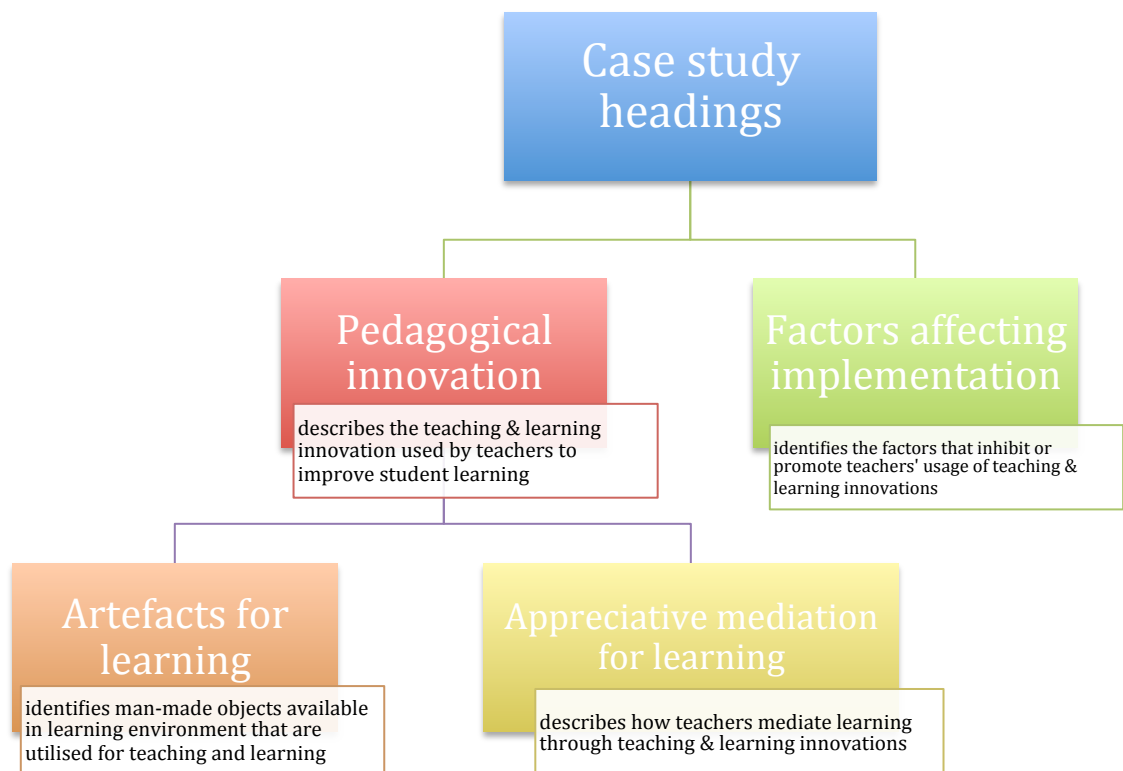 Case study
headings
Pedagogical
innovation
describes the teaching & learning
innovation used by teachers to
improve student learning
Factors affecting
implementation
identifies the factors that inhibit or
promote teachers' usage of teaching &
learning innovations
Artefacts for
learning
identifies man-made objects available
in learning environment that are
utilised for teaching and learning
Appreciative mediation
for learning
describes how teachers mediate learning
through teaching & learning innovations